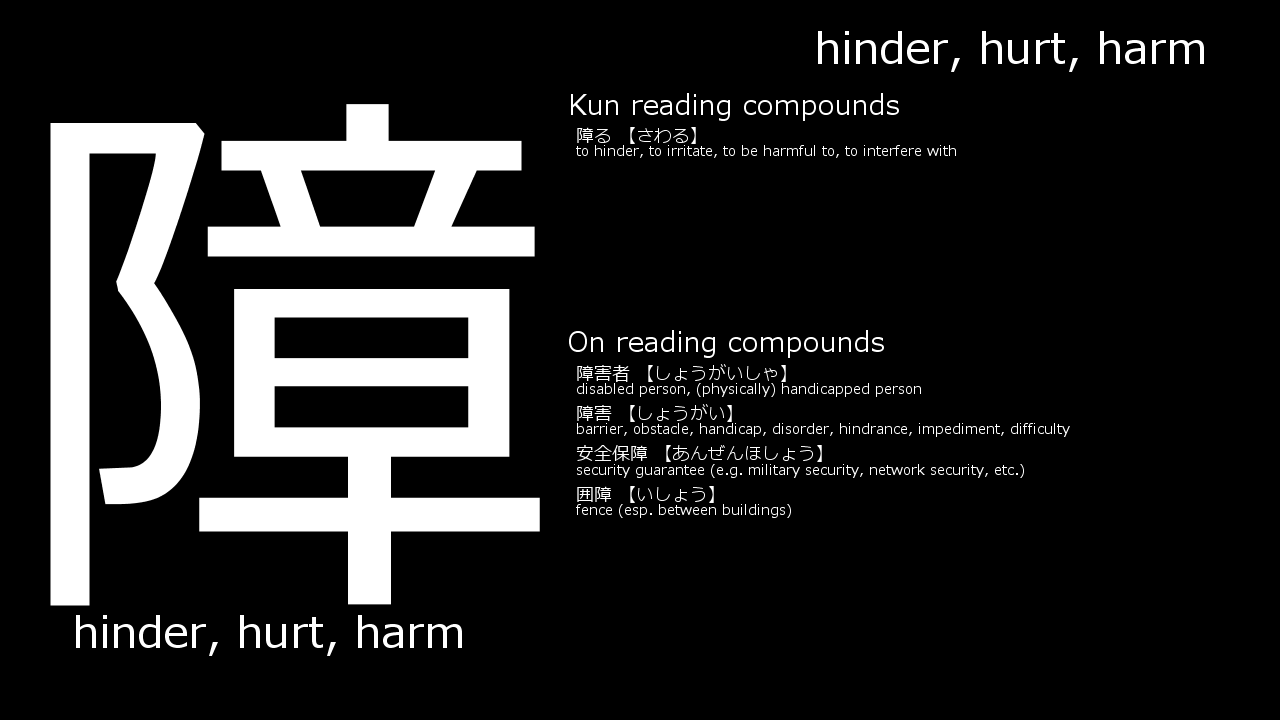 hinder, hurt, harm
障
hinder, hurt, harm
Kun reading compounds
障る 【さわる】
to hinder, to irritate, to be harmful to, to interfere with
On reading compounds
障害者 【しょうがいしゃ】
disabled person, (physically) handicapped person
障害 【しょうがい】
barrier, obstacle, handicap, disorder, hindrance, impediment, difficulty
安全保障 【あんぜんほしょう】
security guarantee (e.g. military security, network security, etc.)
囲障 【いしょう】
fence (esp. between buildings)